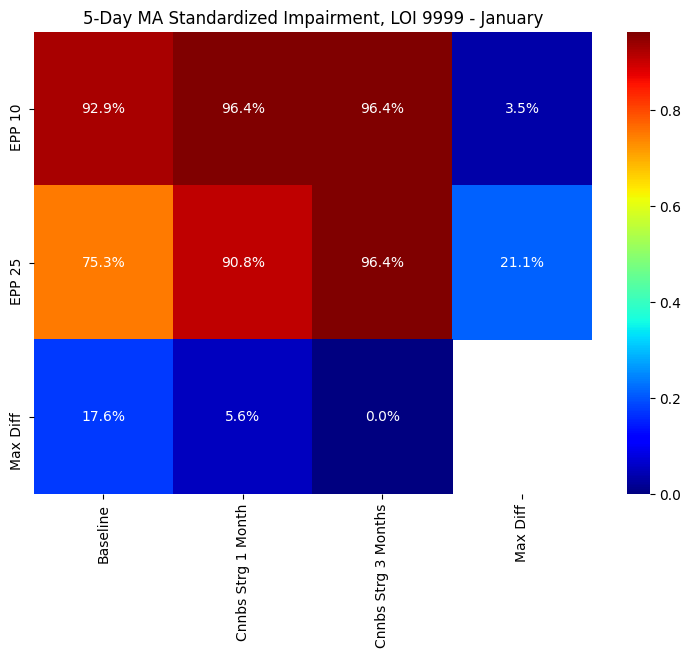 5-Day MA Standardized Impairment, LOI 9999 - January
EPP 10
92.9% 96.4% 96.4% 3.5%
EPP 25
75.3% 90.8% 96.4% 21.1%
Max Diff
17.6% 5.6% 0.0%
Baseline
Cnnbs Strg 1 Month
Cnnbs Strg 3 Months
Max Diff
0.8
0.6
0.4
0.2
0.0